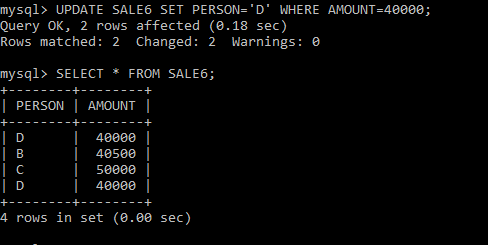 mysql> UPDATE SALE6 SET PERSON='D' WHERE AMOUNT=40000;
Query OK, 2 rows affected (0.18 sec)
Rows matched: 2  Changed: 2  Warnings: 0

mysql> SELECT * FROM SALE6;
+--------+--------+
| PERSON | AMOUNT |
+--------+--------+
| D      |  40000 |
| B      |  40500 |
| C      |  50000 |
| D      |  40000 |
+--------+--------+
4 rows in set (0.00 sec)